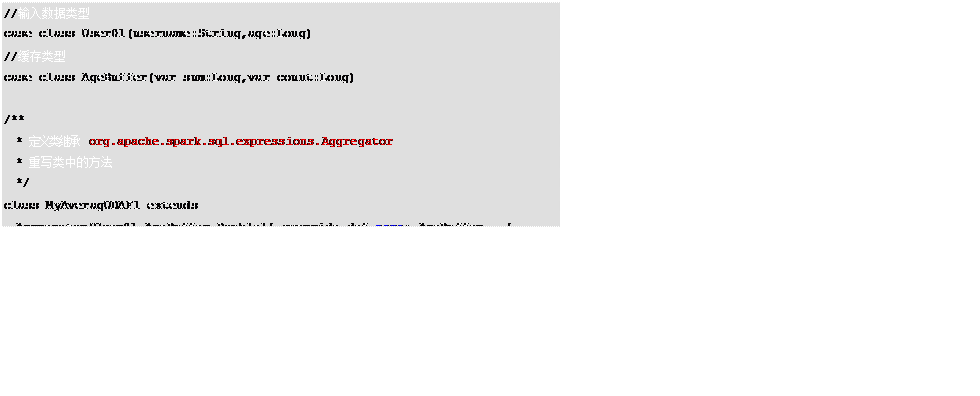 //输入数据类型
case class User01(username:String,age:Long)
//缓存类型
case class AgeBuffer(var sum:Long,var count:Long)
/**
* 定义类继承 org.apache.spark.sql.expressions.Aggregator
* 重写类中的方法
*/
class MyAveragUDAF1 extends